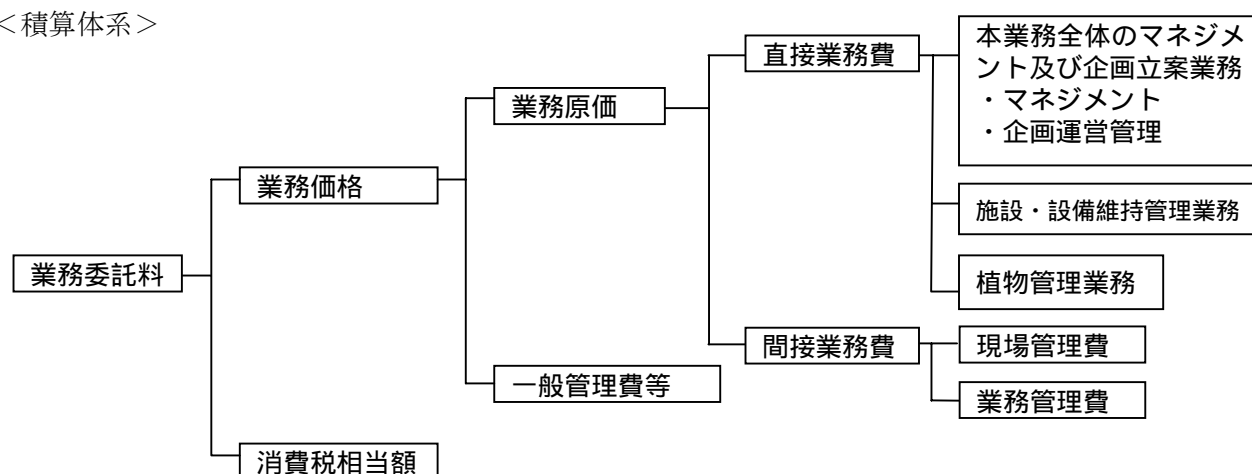 ＜積算体系＞
本業務全体のマネジメ
ント及び企画立案業務
・マネジメント
・企画運営管理
直接業務費
業務原価
業務価格
施設・設備維持管理業務
業務委託料
植物管理業務
間接業務費
現場管理費
一般管理費等
業務管理費
消費税相当額